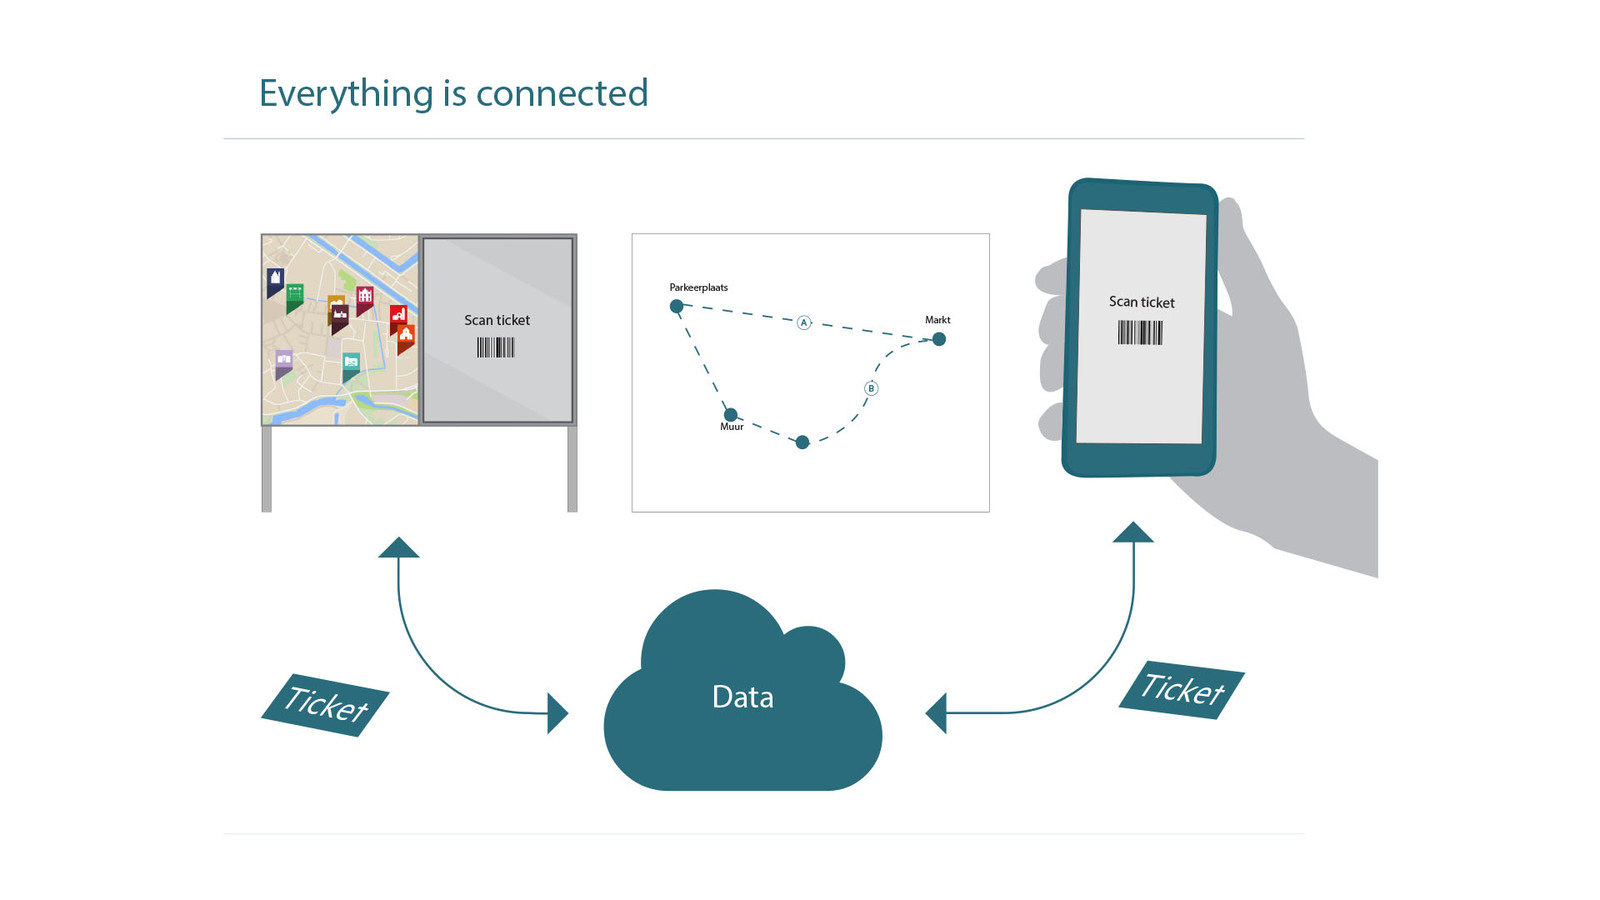 Everything is connected
Scan ticket
Parkeerplaats
A
Markt
B
Muur
Scan ticket
Data
Ticket
Ticket